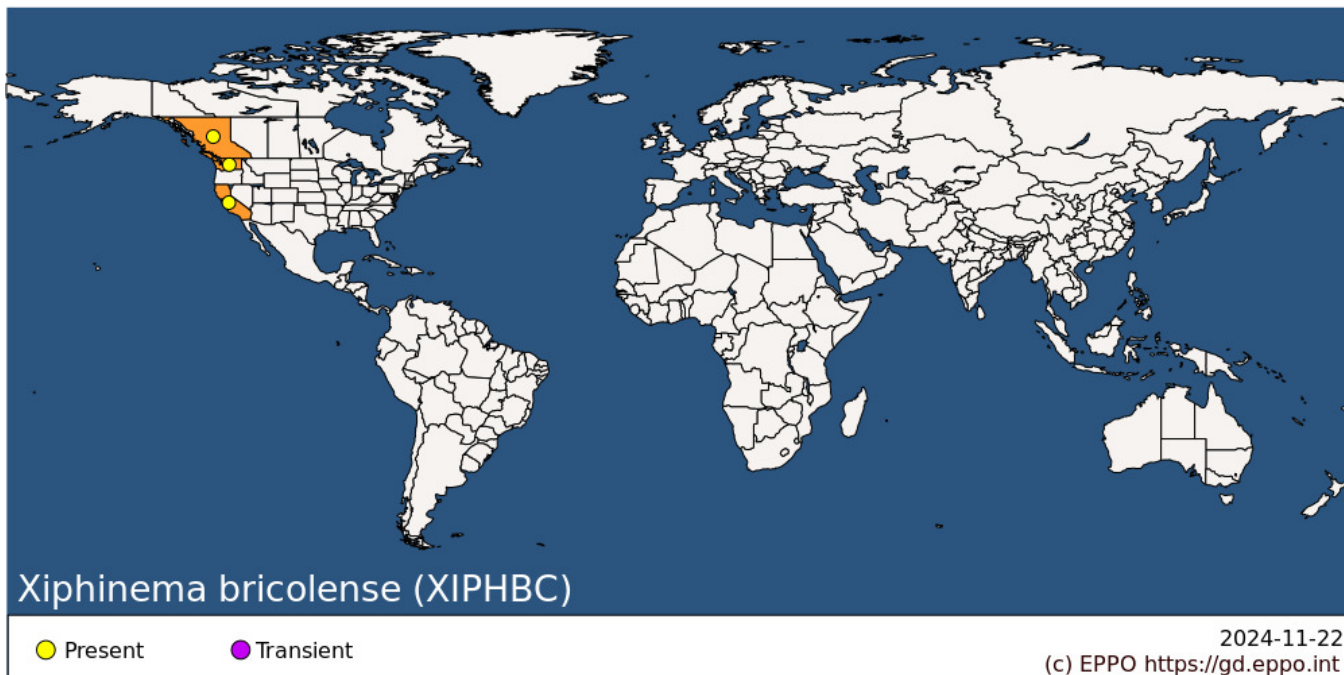 Xiphinema bricolense (XIPHBC)
Present
Transient
2024-11-22
(c) EPPO https://gd.eppo.int